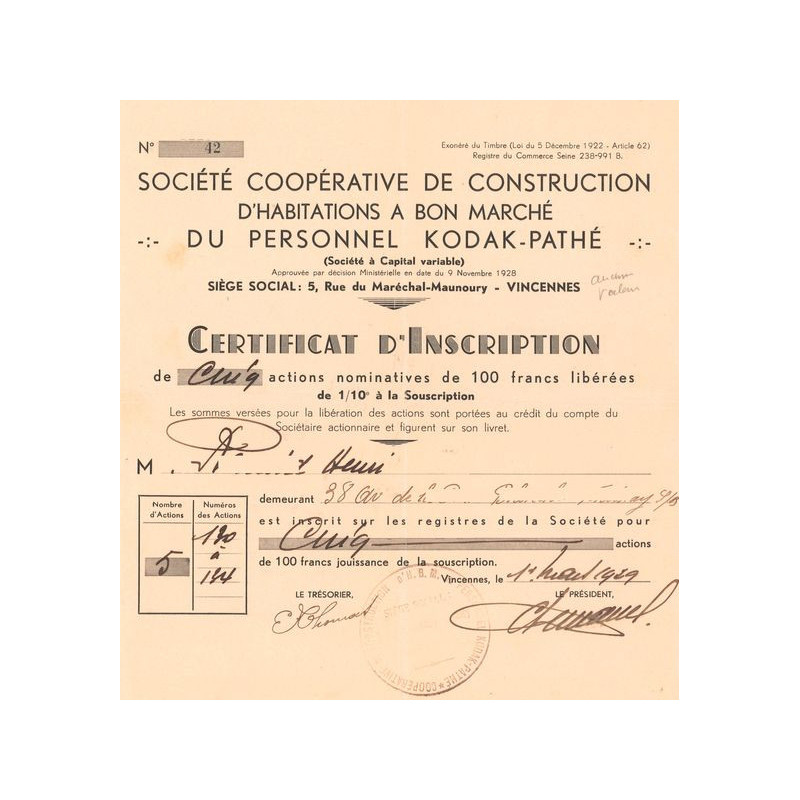 N° 42
Exonéré du Timbre (Loi du 5 Décembre 1922 - Article 62)
Registre du Commerce Seine 238-991 B.
SOCIÉTÉ COOPÉRATIVE DE CONSTRUCTION
D'HABITATIONS A BON MARCHÉ
-:- DU PERSONNEL KODAK-PATHÉ -:-
(Société à Capital variable)
Approuvée par décision Ministérielle en date du 9 Novembre 1928
SIÈGE SOCIAL : 5, Rue du Maréchal-Maunoury - VINCENNES
CERTIFICAT D'INSCRIPTION
de Cinq actions nominatives de 100 francs libérées
de 1/10e à la Souscription
Les sommes versées pour la libération des actions sont portées au crédit du compte du
Sociétaire actionnaire et figurent sur son livret.
M. Henri
demeurant 38 av de
Nombre d'Actions
Numéros des Actions
5
120
à
124
est inscrit sur les registres de la Société pour
Cinq actions
de 100 francs jouissance de la souscription.
Vincennes, le 1er mars 1929
LE TRÉSORIER,
LE PRÉSIDENT,
D'H.B.M.
KODAK-PATHÉ
COOPÉRATIVE